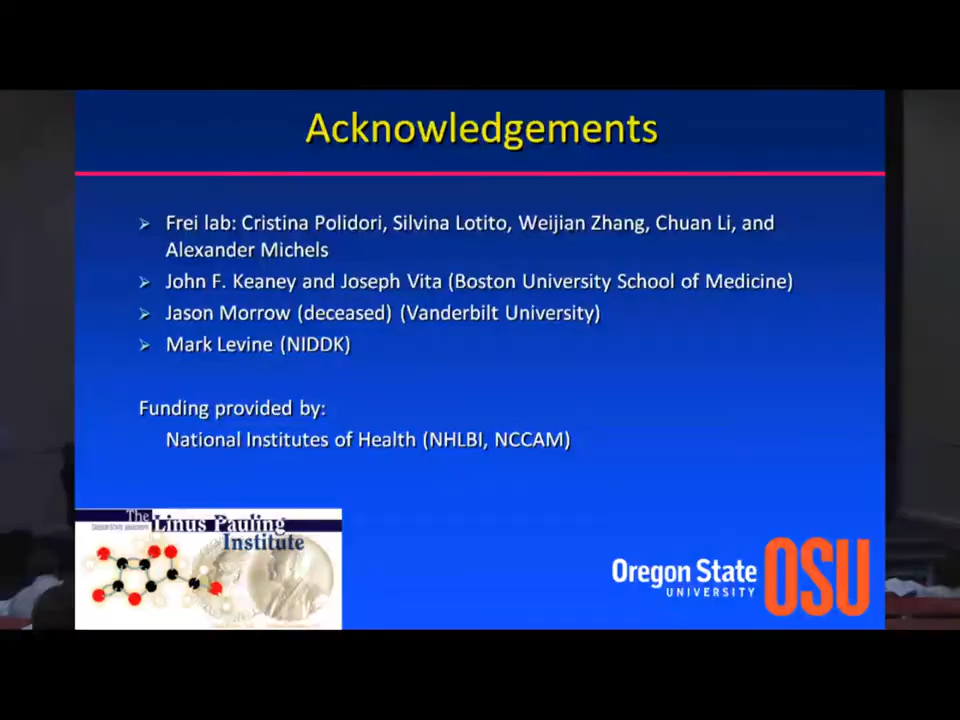 Acknowledgements
➢ Frei lab: Cristina Polidori, Silvina Lotito, Weijian Zhang, Chuan Li, and
Alexander Michels
➢ John F. Keaney and Joseph Vita (Boston University School of Medicine)
➢ Jason Morrow (deceased) (Vanderbilt University)
➢ Mark Levine (NIDDK)
Funding provided by:
National Institutes of Health (NHLBI, NCCAM)
The Linus Pauling
Institute
Oregon State
UNIVERSITY
OSU